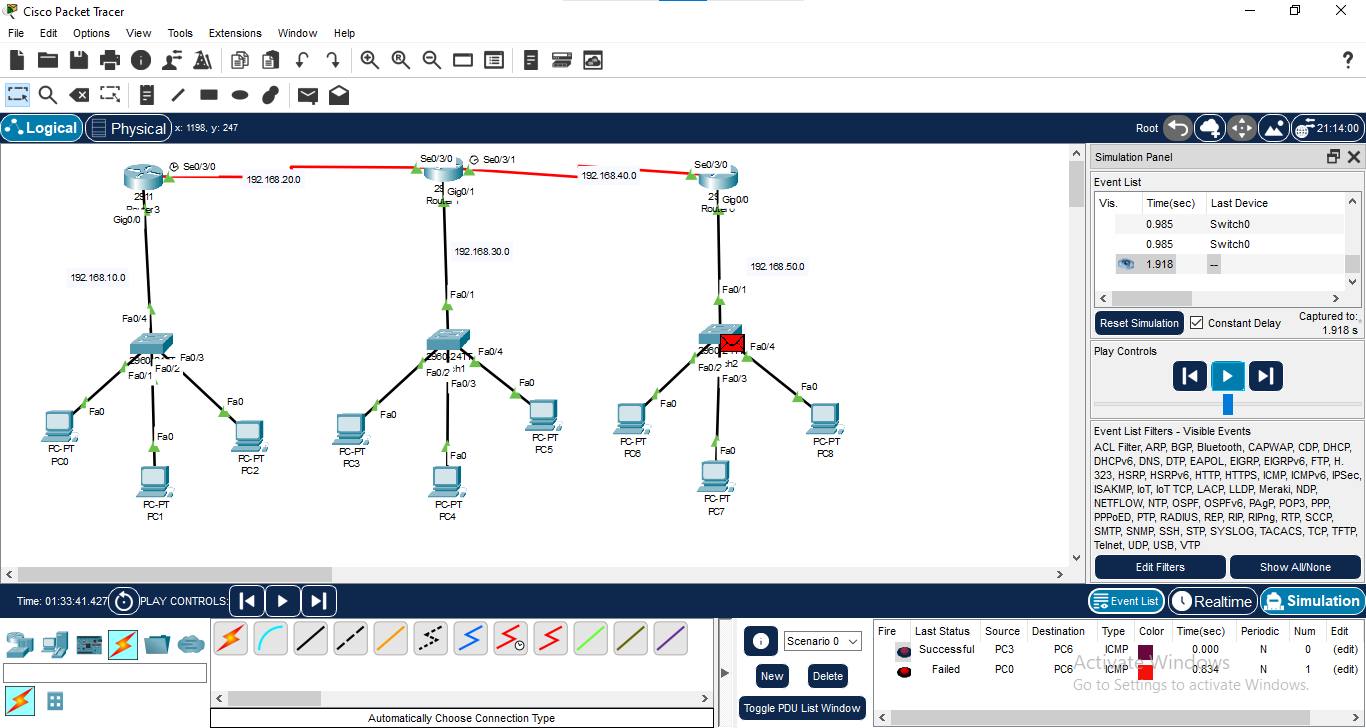 Cisco Packet Tracer
File Edit Options View Tools Extensions Window Help
Logical Physical x: 1198, y: 247 Root 21:14:00
Se0/3/0
192.168.20.0
2911
Gig0/0
192.168.10.0
Fa0/4
Fa0/3
Fa0/2
Fa0/1
Fa0
Fa0
Fa0
PC-PT
PC0
PC-PT
PC1
PC-PT
PC2
Se0/3/0
Se0/3/1
Gig0/1
192.168.40.0
192.168.30.0
Fa0/1
Fa0/4
Fa0/2
Fa0/3
Fa0
Fa0
Fa0
PC-PT
PC3
PC-PT
PC4
PC-PT
PC5
Se0/3/0
Gig0/0
192.168.50.0
Fa0/1
Fa0/4
Fa0/2
Fa0/3
Fa0
Fa0
Fa0
PC-PT
PC6
PC-PT
PC7
PC-PT
PC8
Simulation Panel
Event List
Vis. Time(sec) Last Device
0.985 Switch0
0.985 Switch0
1.918 --
Reset Simulation Constant Delay Captured to:
1.918 s
Play Controls
Event List Filters - Visible Events
ACL Filter, ARP, BGP, Bluetooth, CAPWAP, CDP, DHCP,
DHCPv6, DNS, DTP, EAPOL, EIGRP, EIGRPv6, FTP, H.
323, HSRP, HSRPv6, HTTP, HTTPS, ICMP, ICMPv6, IPSec,
ISAKMP, IoT, IoT TCP, LACP, LLDP, Meraki, NDP,
NETFLOW, NTP, OSPF, OSPFv6, PAgP, POP3, PPP,
PPPoED, PTP, RADIUS, REP, RIP, RIPng, RTP, SCCP,
SMTP, SNMP, SSH, STP, SYSLOG, TACACS, TCP, TFTP,
Telnet, UDP, USB, VTP
Edit Filters Show All/None
Time: 01:33:41.427 PLAY CONTROLS: Event List Realtime Simulation
Automatically Choose Connection Type
Scenario 0
New Delete
Toggle PDU List Window
Fire Last Status Source Destination Type Color Time(sec) Periodic Num Edit
Successful PC3 PC6 ICMP 0.000 N 0 (edit)
Failed PC0 PC6 ICMP 0.834 N 1 (edit)
Activate Windows
Go to Settings to activate Windows.